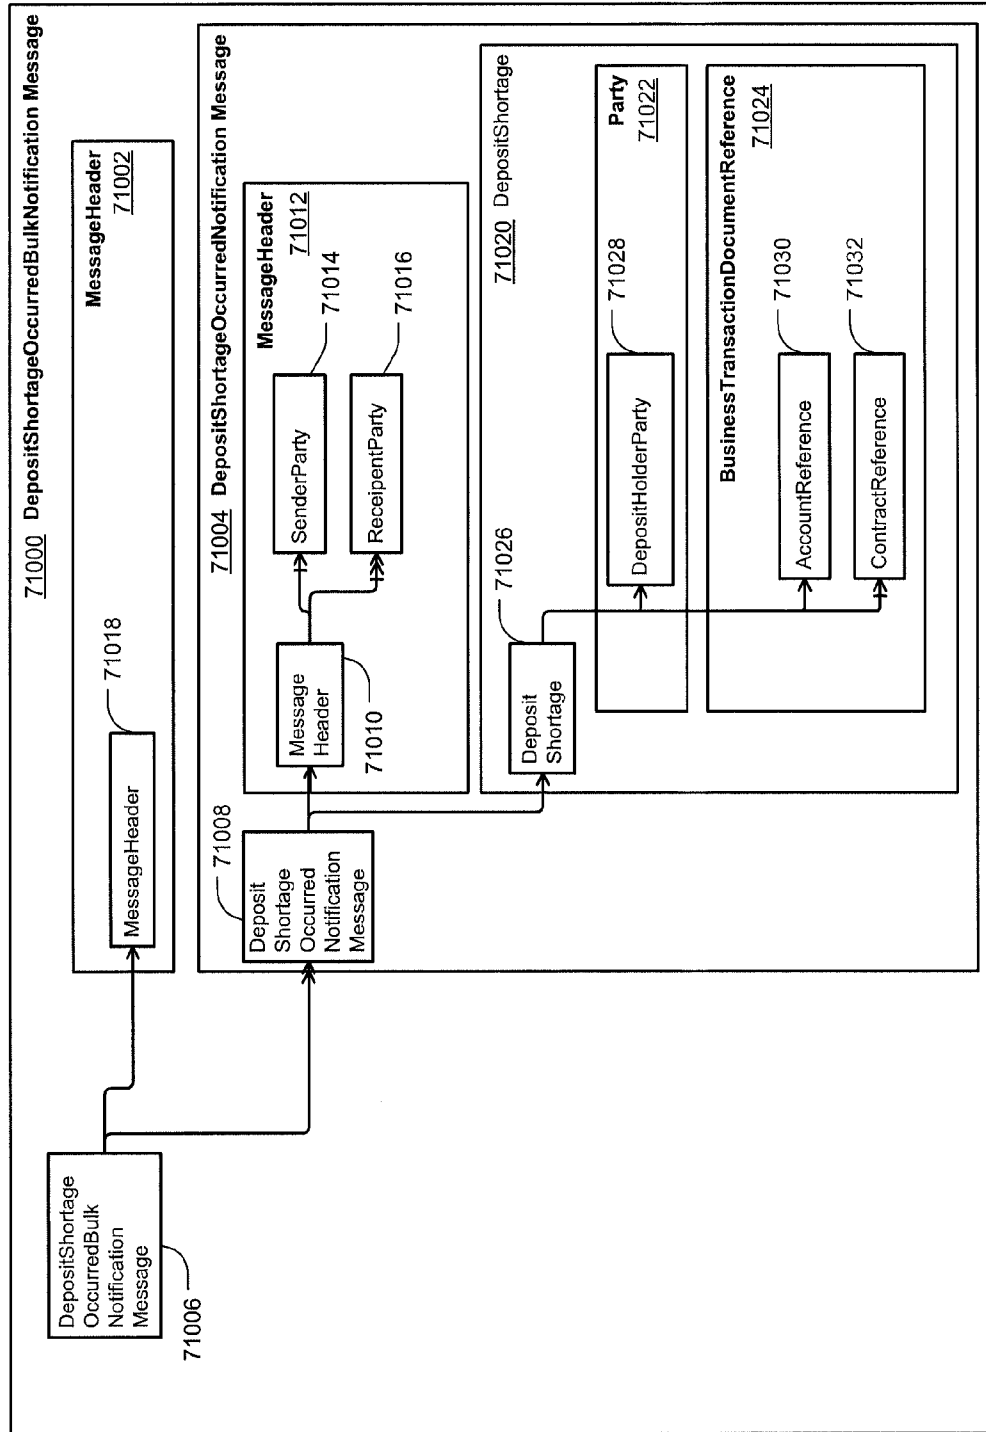 71000 DepositShortageOccurredBulkNotification Message
MessageHeader
71002
71018
MessageHeader
DepositShortage
OccurredBulk
Notification
Message
71006
71004 DepositShortageOccurredNotification Message
MessageHeader
71012
71014
SenderParty
71016
ReceipentParty
Message
Header
71010
71008
Deposit
Shortage
Occurred
Notification
Message
71020 DepositShortage
71026
Deposit
Shortage
Party
71022
71028
DepositHolderParty
BusinessTransactionDocumentReference
71024
71030
AccountReference
71032
ContractReference